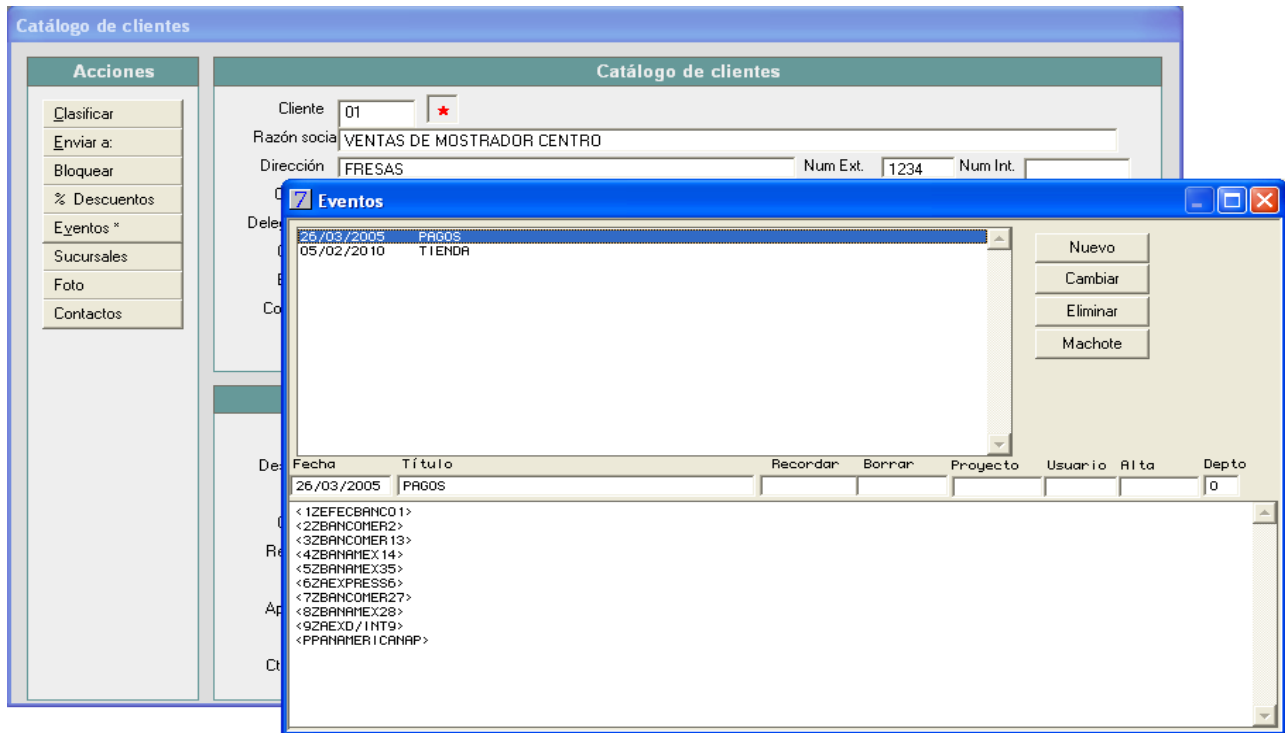 Catálogo de clientes
Acciones
Clasificar
Enviar a:
Bloquear
% Descuentos
Eventos *
Sucursales
Foto
Contactos
Catálogo de clientes
Cliente 01 *
Razón socia VENTAS DE MOSTRADOR CENTRO
Dirección FRESAS Num Ext. 1234 Num Int.
7 Eventos
26/03/2005 PAGOS
05/02/2010 TIENDA
Nuevo
Cambiar
Eliminar
Machote
Fecha Título Recordar Borrar Proyecto Usuario Alta Depto
26/03/2005 PAGOS 0
<1ZEFECBANCO1>
<2ZBANCOMER2>
<3ZBANCOMER13>
<4ZBANAMEX14>
<5ZBANAMEX35>
<6ZAEXPRESS6>
<7ZBANCOMER27>
<8ZBANAMEX28>
<9ZAEXD/INT9>
<PPANAMERICANAP>